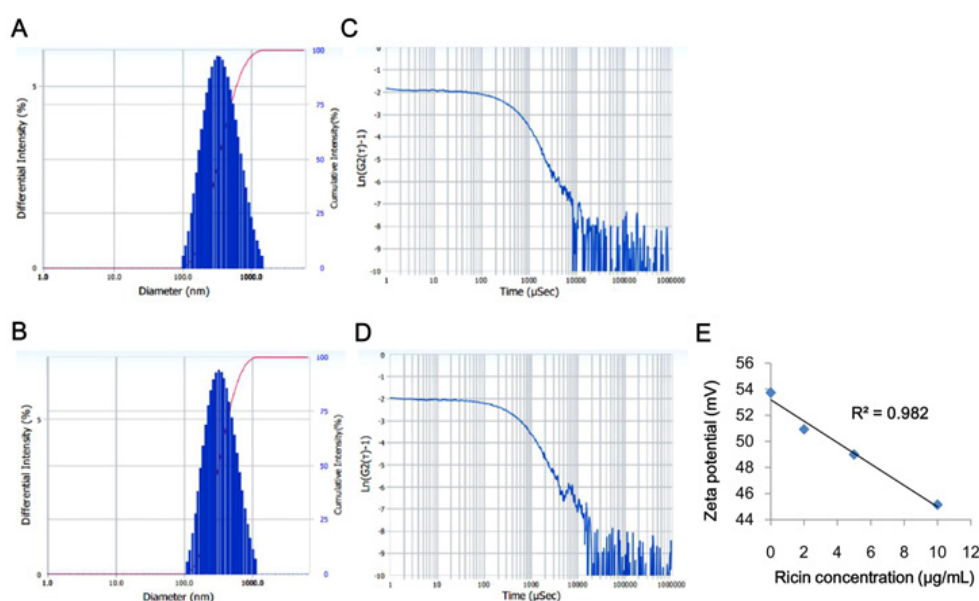 A
Differential Intensity (%)
5
0
100
75
50
25
0
Cumulative Intensity(%)
1.0 10.0 100.0 1000.0
Diameter (nm)
C
Ln(G2(τ)-1)
0
-1
-2
-3
-4
-5
-6
-7
-8
-9
-10
1 10 100 1000 10000 100000 1000000
Time (µSec)
B
Differential Intensity (%)
5
0
100
75
50
25
0
Cumulative Intensity(%)
1.0 10.0 100.0 1000.0
Diameter (nm)
D
Ln(G2(τ)-1)
0
-1
-2
-3
-4
-5
-6
-7
-8
-9
-10
1 10 100 1000 10000 100000 1000000
Time (µSec)
E
Zeta potential (mV)
56
54
52
50
48
46
44
R² = 0.982
0 2 4 6 8 10 12
Ricin concentration (µg/mL)